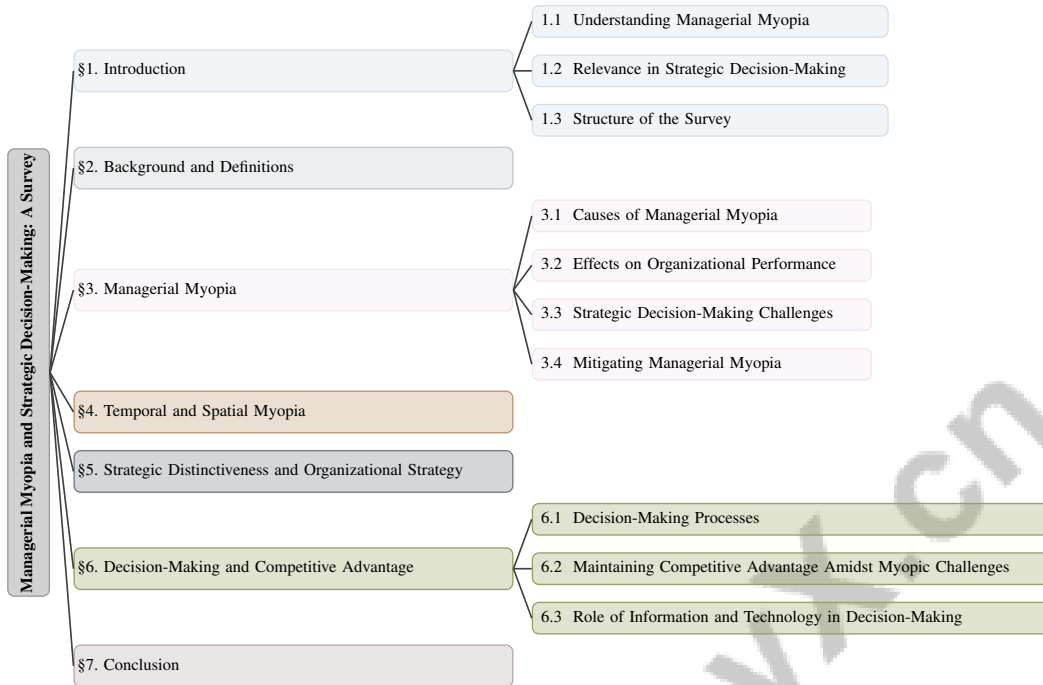 Managerial Myopia and Strategic Decision-Making: A Survey
§1. Introduction
1.1 Understanding Managerial Myopia
1.2 Relevance in Strategic Decision-Making
1.3 Structure of the Survey
§2. Background and Definitions
§3. Managerial Myopia
3.1 Causes of Managerial Myopia
3.2 Effects on Organizational Performance
3.3 Strategic Decision-Making Challenges
3.4 Mitigating Managerial Myopia
§4. Temporal and Spatial Myopia
§5. Strategic Distinctiveness and Organizational Strategy
§6. Decision-Making and Competitive Advantage
6.1 Decision-Making Processes
6.2 Maintaining Competitive Advantage Amidst Myopic Challenges
6.3 Role of Information and Technology in Decision-Making
§7. Conclusion
vx.cn